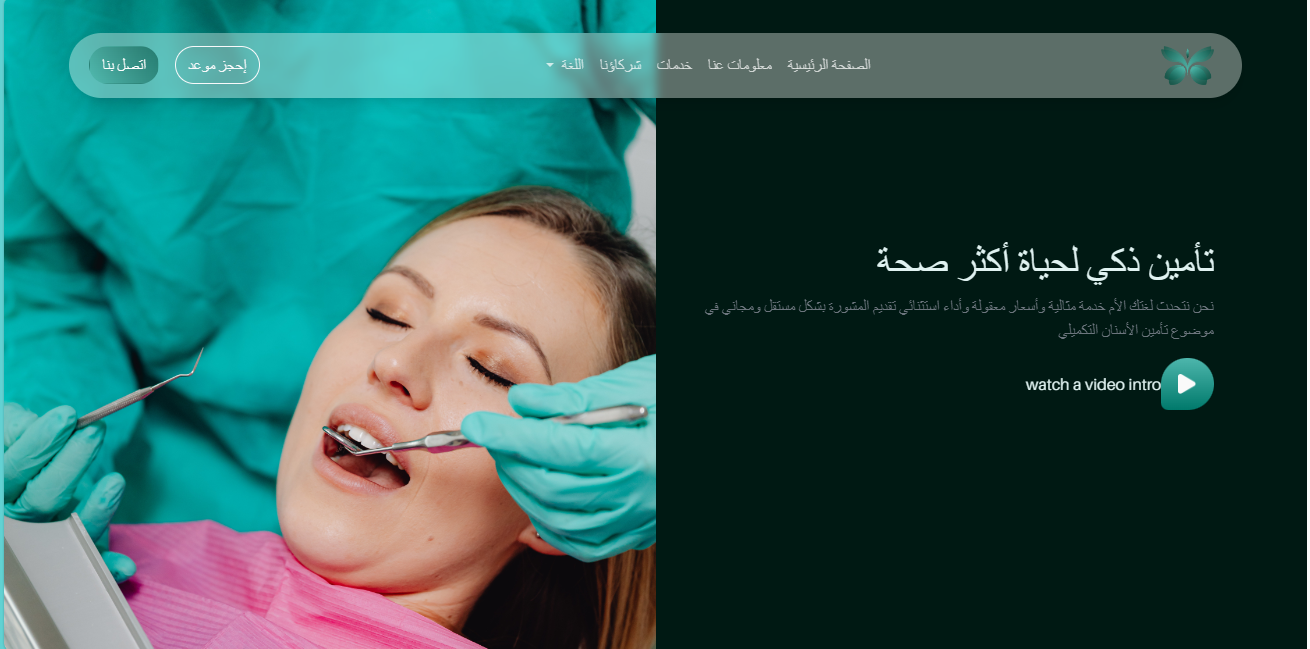 الصفحة الرئيسية
معلومات عنا
خدمات
شركاؤنا
اللغة
إحجز موعد
اتصل بنا
تأمين ذكي لحياة أكثر صحة
نحن نتحدث لغتك الأم خدمة مثالية وأسعار معقولة وأداء استثنائي تقديم المشورة بشكل مستقل ومجاني في
موضوع تأمين الأسنان التكميلي
watch a video intro